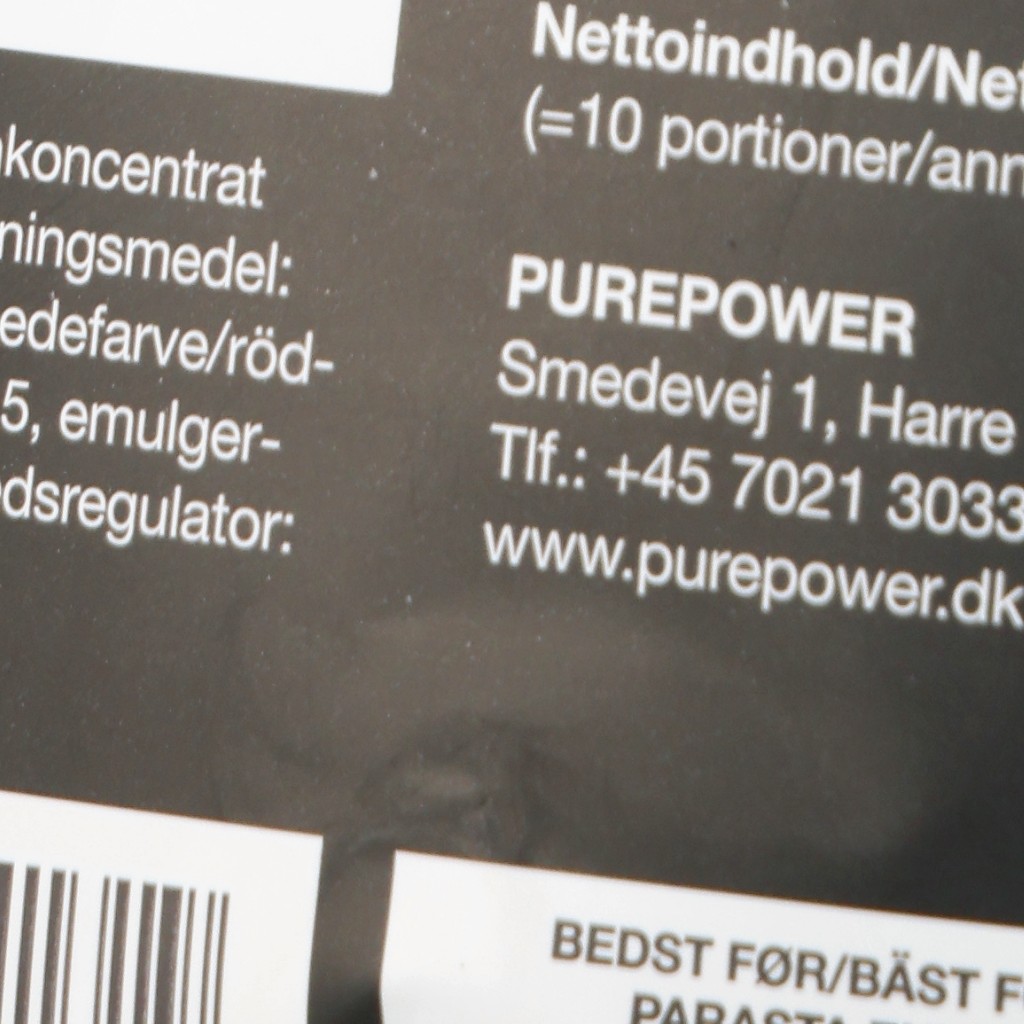 koncentrat
ningsmedel:
edefarve/röd-
5, emulger-
dsregulator:
Nettoindhold/Net
(=10 portioner/ann
PUREPOWER
Smedevej 1, Harre
Tlf.: +45 7021 3033
www.purepower.dk
BEDST FØR/BÄST F
PARASTA